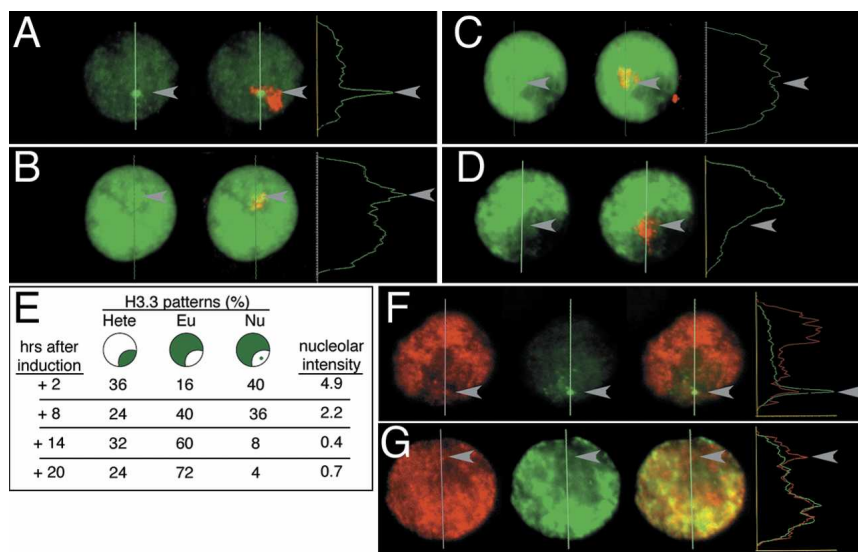 A
C
B
D
E
H3.3 patterns (%)
Hete Eu Nu
hrs after induction
nucleolar intensity
+ 2 36 16 40 4.9
+ 8 24 40 36 2.2
+ 14 32 60 8 0.4
+ 20 24 72 4 0.7
F
G